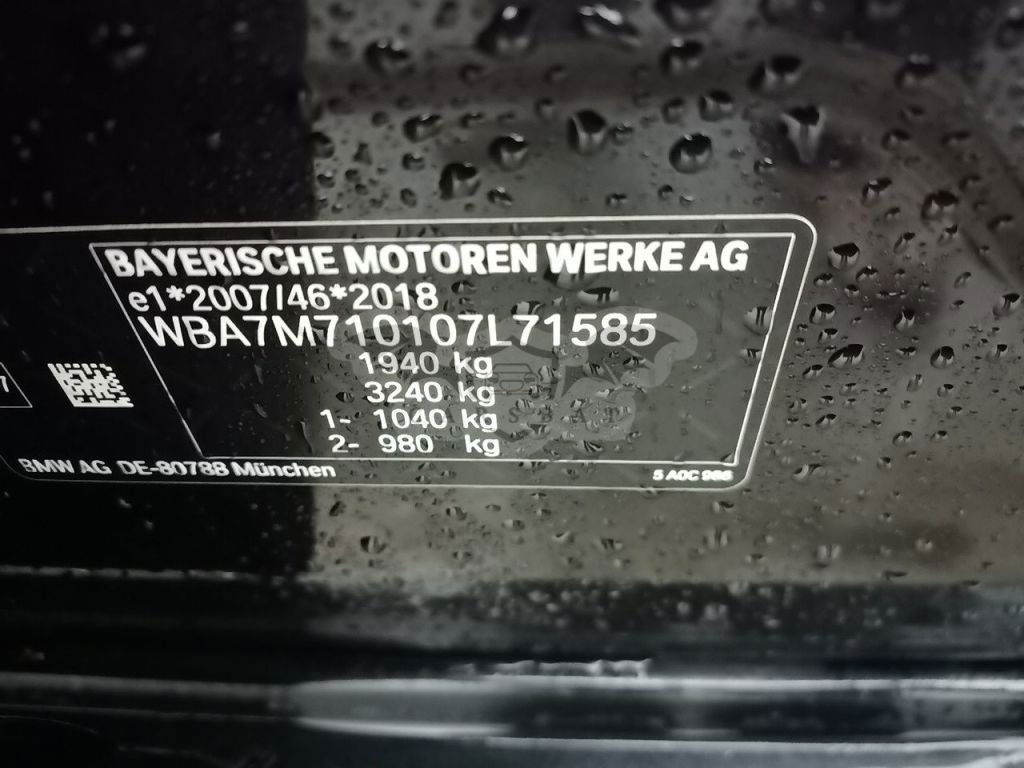 BAYERISCHE MOTOREN WERKE AG
e1*2007/46*2018
WBA7M710107L71585
1940 kg
3240 kg
1- 1040 kg
2- 980 kg
7
BMW AG DE-80788 München
5 A0C 986